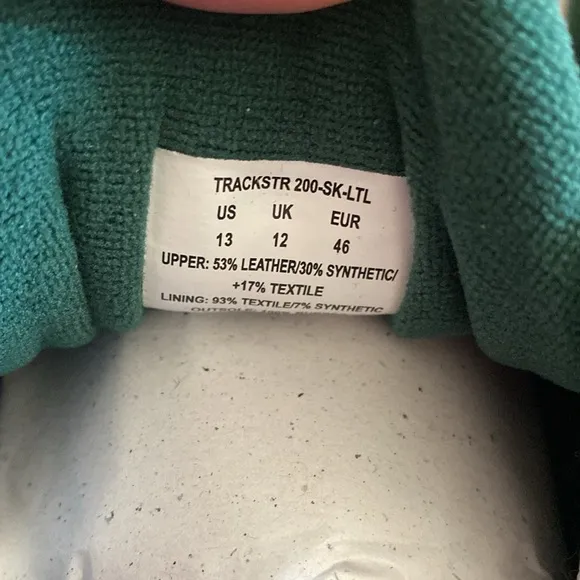 TRACKSTR 200-SK-LTL
US UK EUR
13 12 46
UPPER: 53% LEATHER/30% SYNTHETIC/
+17% TEXTILE
LINING: 93% TEXTILE/7% SYNTHETIC
OUTSOLE: